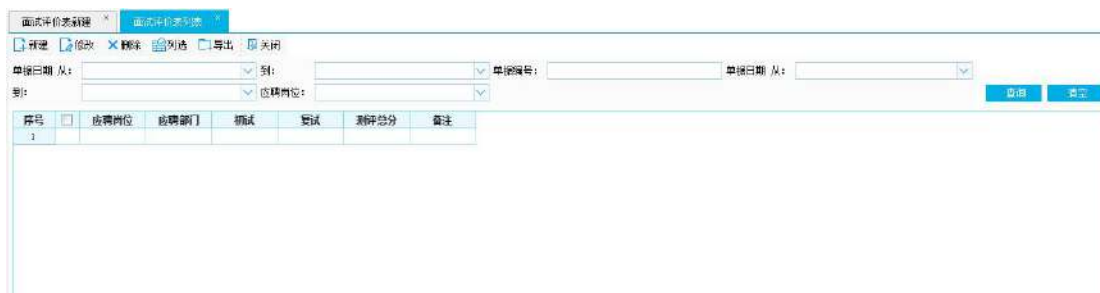 面试评价表新建 × 面试评价表列表 ×
新建 修改 删除 列选 导出 关闭
单据日期 从: 到: 单据编号: 单据日期 从:
到: 应聘岗位: 查询 清空
序号 应聘岗位 应聘部门 初试 复试 测评总分 备注
1